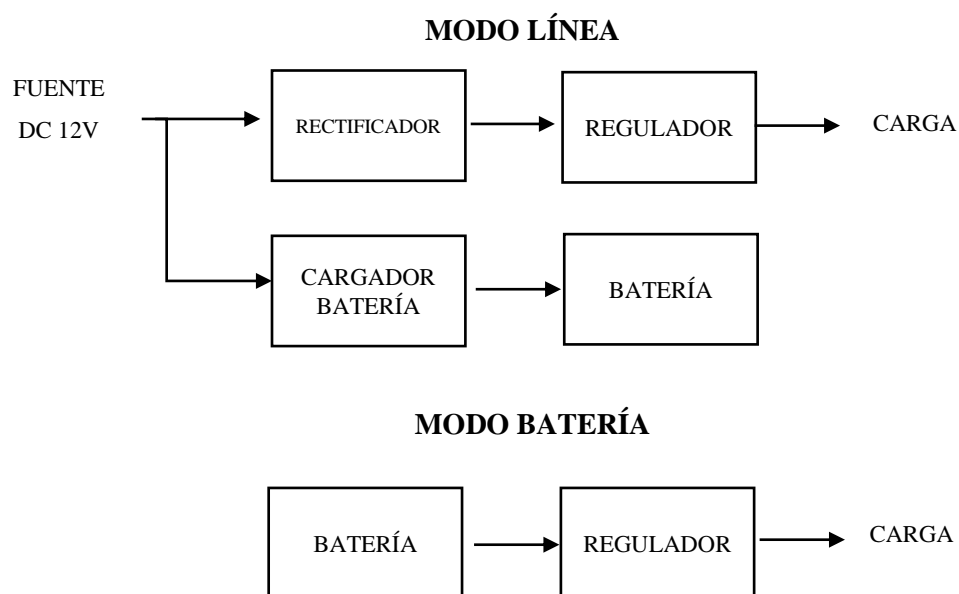 MODO LÍNEA
FUENTE
DC 12V
RECTIFICADOR
REGULADOR
CARGA
CARGADOR
BATERÍA
BATERÍA
MODO BATERÍA
BATERÍA
REGULADOR
CARGA